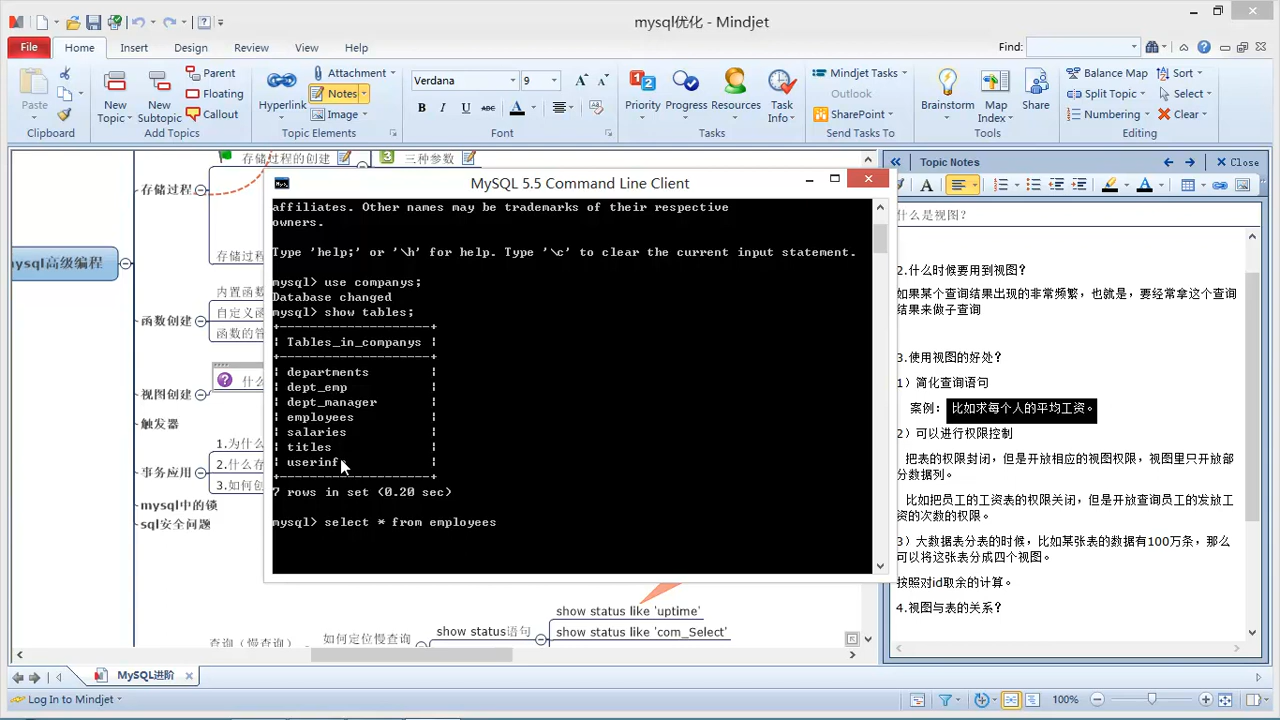 mysql优化 - Mindjet
File
Home
Insert
Design
Review
View
Help
Find:
Paste
Clipboard
New Topic
New Subtopic
Parent
Floating
Callout
Add Topics
Hyperlink
Attachment
Notes
Image
Topic Elements
Verdana
9
B I U abc A
Font
Priority
Progress
Resources
Task Info
Tasks
Mindjet Tasks
Outlook
SharePoint
Send Tasks To
Brainstorm
Map Index
Share
Tools
Balance Map
Split Topic
Numbering
Sort
Select
Clear
Editing
存储过程的创建
3 三种参数
存储过程
存储过程
mysql高级编程
内置函
函数创建
自定义函
函数的管
视图创建
什么
触发器
1.为什么
事务应用
2.什么存
3.如何创
mysql中的锁
sql安全问题
MySQL 5.5 Command Line Client
affiliates. Other names may be trademarks of their respective
owners.
Type 'help;' or '\h' for help. Type '\c' to clear the current input statement.
mysql> use companys;
Database changed
mysql> show tables;
+--------------------+
| Tables_in_companys |
+--------------------+
| departments        |
| dept_emp           |
| dept_manager       |
| employees          |
| salaries           |
| titles             |
| userinf            |
+--------------------+
7 rows in set (0.20 sec)
mysql> select * from employees
show status like 'uptime'
查询（慢查询）
如何定位慢查询
show status语句
show status like 'com_Select'
Topic Notes
Close
什么是视图?
2.什么时候要用到视图?
如果某个查询结果出现的非常频繁，也就是，要经常拿这个查询
结果来做子查询
3.使用视图的好处?
1）简化查询语句
案例：比如求每个人的平均工资。
2）可以进行权限控制
把表的权限封闭，但是开放相应的视图权限，视图里只开放部
分数据列。
比如把员工的工资表的权限关闭，但是开放查询员工的发放工
资的次数的权限。
3）大数据表分表的时候，比如某张表的数据有100万条，那么
可以将这张表分成四个视图。
按照对id取余的计算。
4.视图与表的关系?
MySQL进阶
Log In to Mindjet
100%